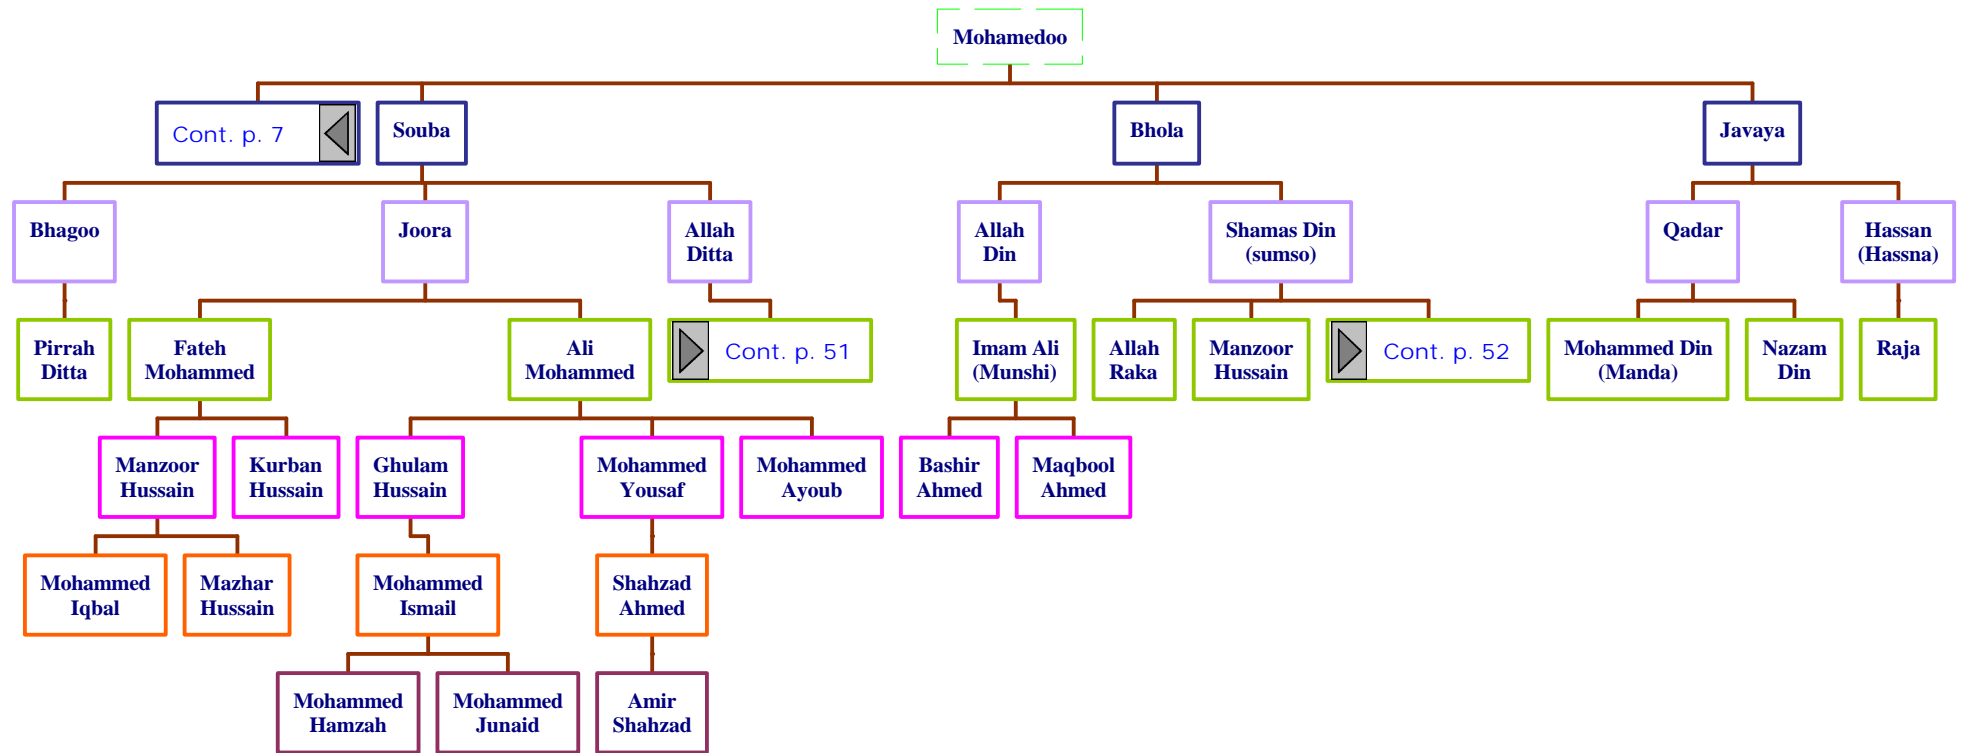 Mohamedoo
Cont. p. 7
Souba
Bhola
Javaya
Bhagoo
Joora
Allah
Ditta
Allah
Din
Shamas Din
(sumso)
Qadar
Hassan
(Hassna)
Pirrah
Ditta
Fateh
Mohammed
Ali
Mohammed
Cont. p. 51
Imam Ali
(Munshi)
Allah
Raka
Manzoor
Hussain
Cont. p. 52
Mohammed Din
(Manda)
Nazam
Din
Raja
Manzoor
Hussain
Kurban
Hussain
Ghulam
Hussain
Mohammed
Yousaf
Mohammed
Ayoub
Bashir
Ahmed
Maqbool
Ahmed
Mohammed
Iqbal
Mazhar
Hussain
Mohammed
Ismail
Shahzad
Ahmed
Mohammed
Hamzah
Mohammed
Junaid
Amir
Shahzad